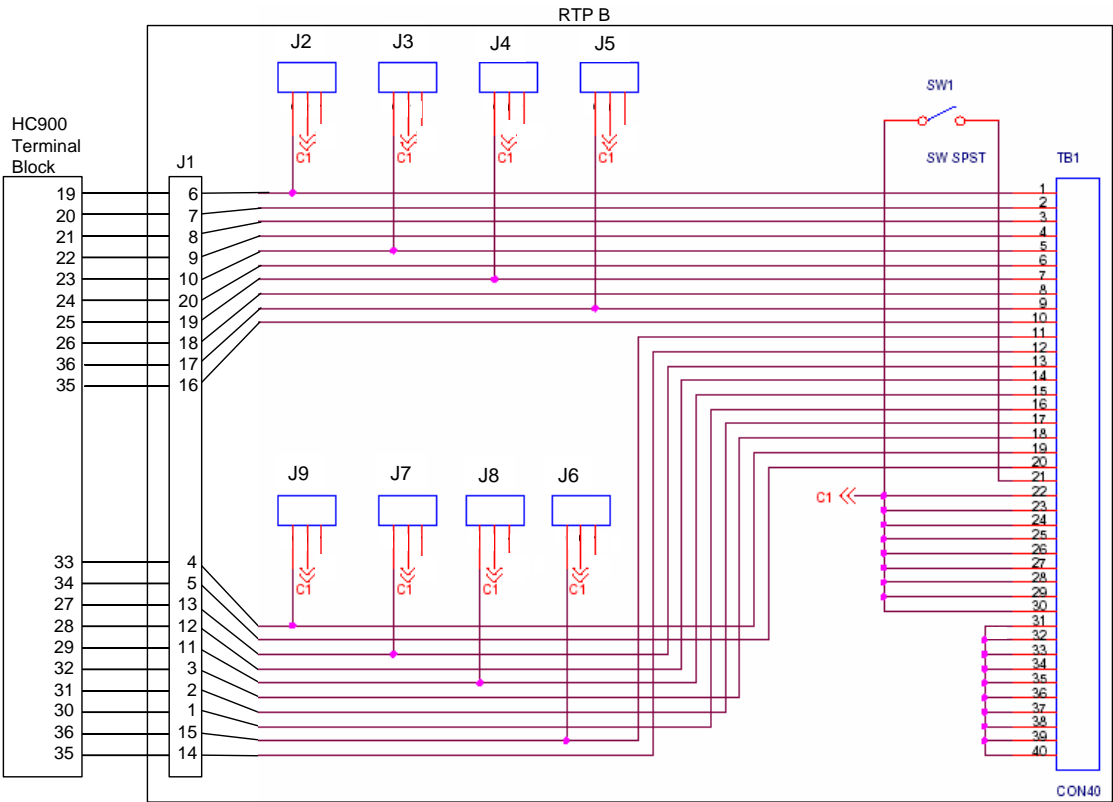 RTP B
J2 J3 J4 J5
SW1
HC900
Terminal
Block
J1
C1 C1 C1 C1
SW SPST
TB1
19 6 1
20 7 2
21 8 3
22 9 4
23 10 5
24 20 6
25 19 7
26 18 8
36 17 9
35 16 10
11
12
13
14
15
16
17
18
19
20
21
J9 J7 J8 J6
C1 22
23
24
25
26
27
28
29
30
C1 C1 C1 C1
33 4
34 5
27 13
28 12
29 11
32 3
31 2
30 1
36 15
35 14
31
32
33
34
35
36
37
38
39
40
CON40